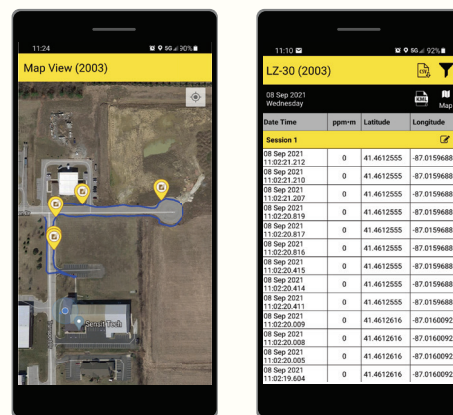 11:24
5G 90%
Map View (2003)
Sensit Tech
11:10
5G 92%
LZ-30 (2003)
CSV
08 Sep 2021
Wednesday
KML
Map
Date Time ppm•m Latitude Longitude
Session 1
08 Sep 2021
11:02:21.212 0 41.4612555 -87.0159688
08 Sep 2021
11:02:21.210 0 41.4612555 -87.0159688
08 Sep 2021
11:02:21.207 0 41.4612555 -87.0159688
08 Sep 2021
11:02:20.819 0 41.4612555 -87.0159688
08 Sep 2021
11:02:20.817 0 41.4612555 -87.0159688
08 Sep 2021
11:02:20.816 0 41.4612555 -87.0159688
08 Sep 2021
11:02:20.415 0 41.4612555 -87.0159688
08 Sep 2021
11:02:20.414 0 41.4612555 -87.0159688
08 Sep 2021
11:02:20.411 0 41.4612555 -87.0159688
08 Sep 2021
11:02:20.009 0 41.4612616 -87.0160092
08 Sep 2021
11:02:20.008 0 41.4612616 -87.0160092
08 Sep 2021
11:02:20.005 0 41.4612616 -87.0160092
08 Sep 2021
11:02:19.604 0 41.4612616 -87.0160092